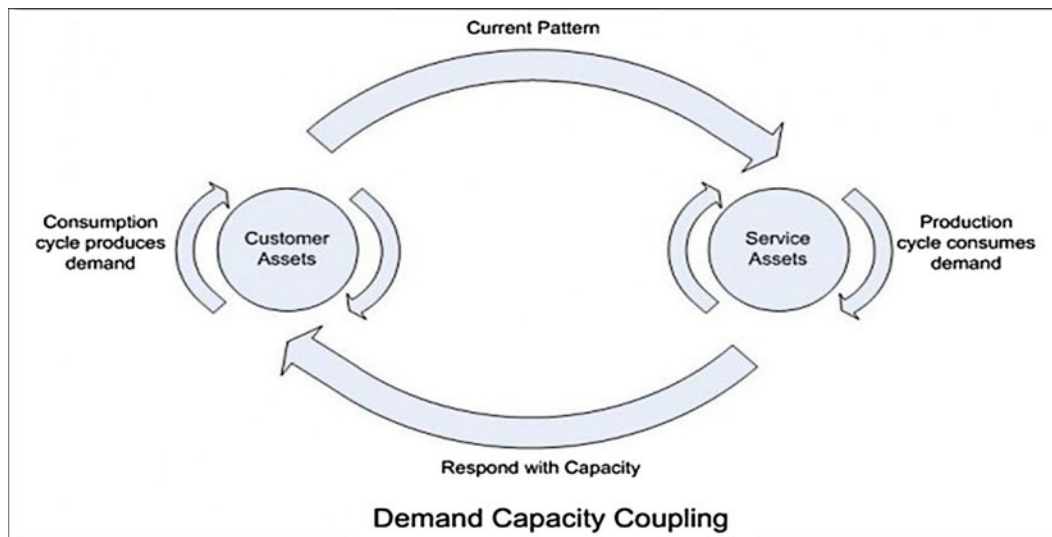 Current Pattern
Consumption
cycle produces
demand
Customer
Assets
Service
Assets
Production
cycle consumes
demand
Respond with Capacity
Demand Capacity Coupling